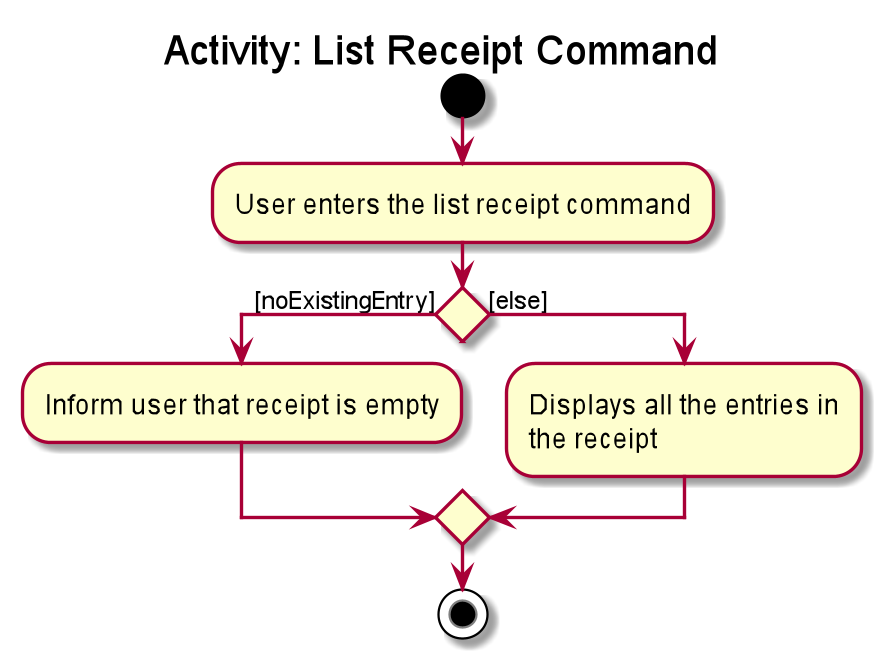 Activity: List Receipt Command
User enters the list receipt command
[noExistingEntry]
[else]
Inform user that receipt is empty
Displays all the entries in
the receipt